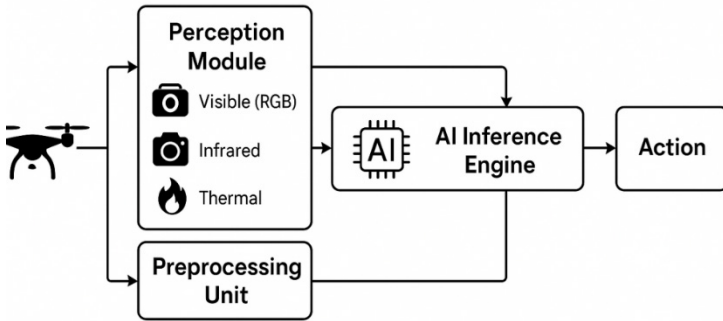 Perception
Module
Visible (RGB)
Infrared
Thermal
AI
AI Inference
Engine
Action
Preprocessing
Unit